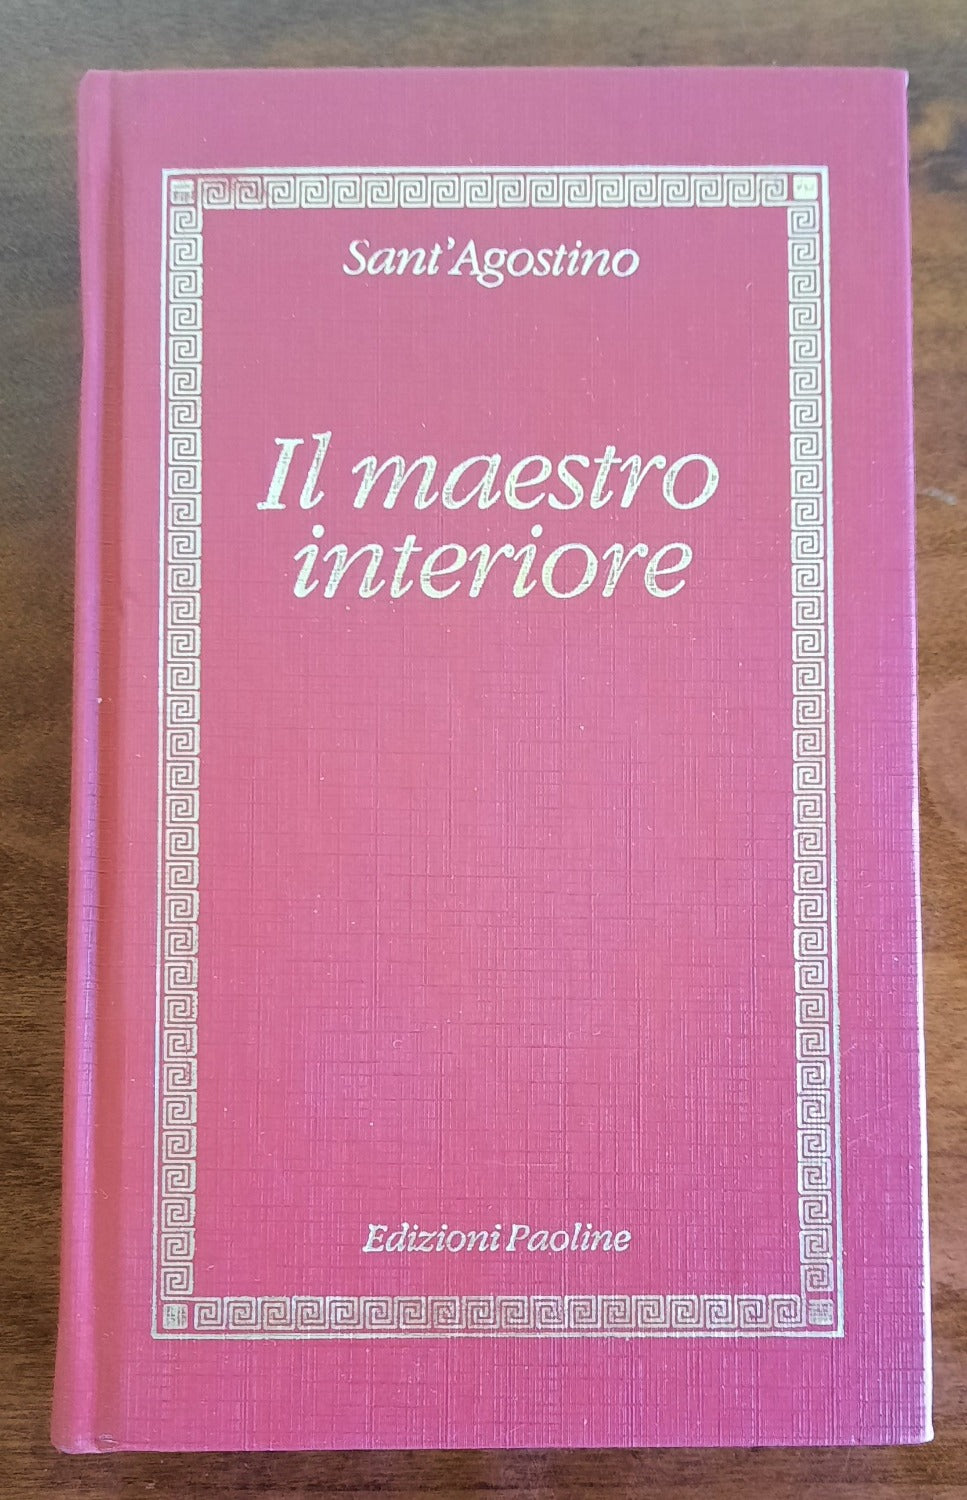 Sant'Agostino
Il maestro
interiore
Edizioni Paoline